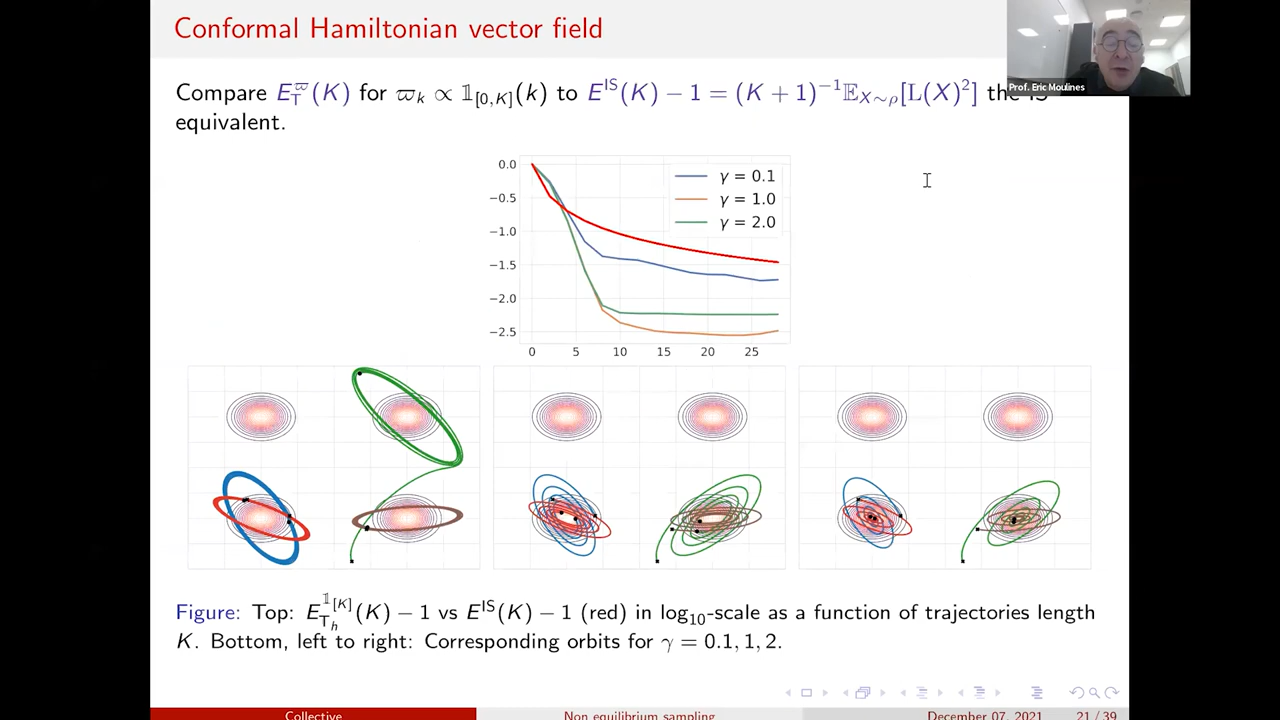 Conformal Hamiltonian vector field
Prof. Eric Moulines
Compare E_T^ϖ(K) for ϖ_k ∝ 𝟙_[0,K](k) to E^IS(K) − 1 = (K + 1)^−1 𝔼_X∼ρ[L(X)^2] the IS
equivalent.
0.0
−0.5
−1.0
−1.5
−2.0
−2.5
0 5 10 15 20 25
γ = 0.1
γ = 1.0
γ = 2.0
Figure: Top: E_T_h^𝟙[K](K) − 1 vs E^IS(K) − 1 (red) in log₁₀-scale as a function of trajectories length
K. Bottom, left to right: Corresponding orbits for γ = 0.1, 1, 2.
Collective Non equilibrium sampling December 07, 2021 21 / 39